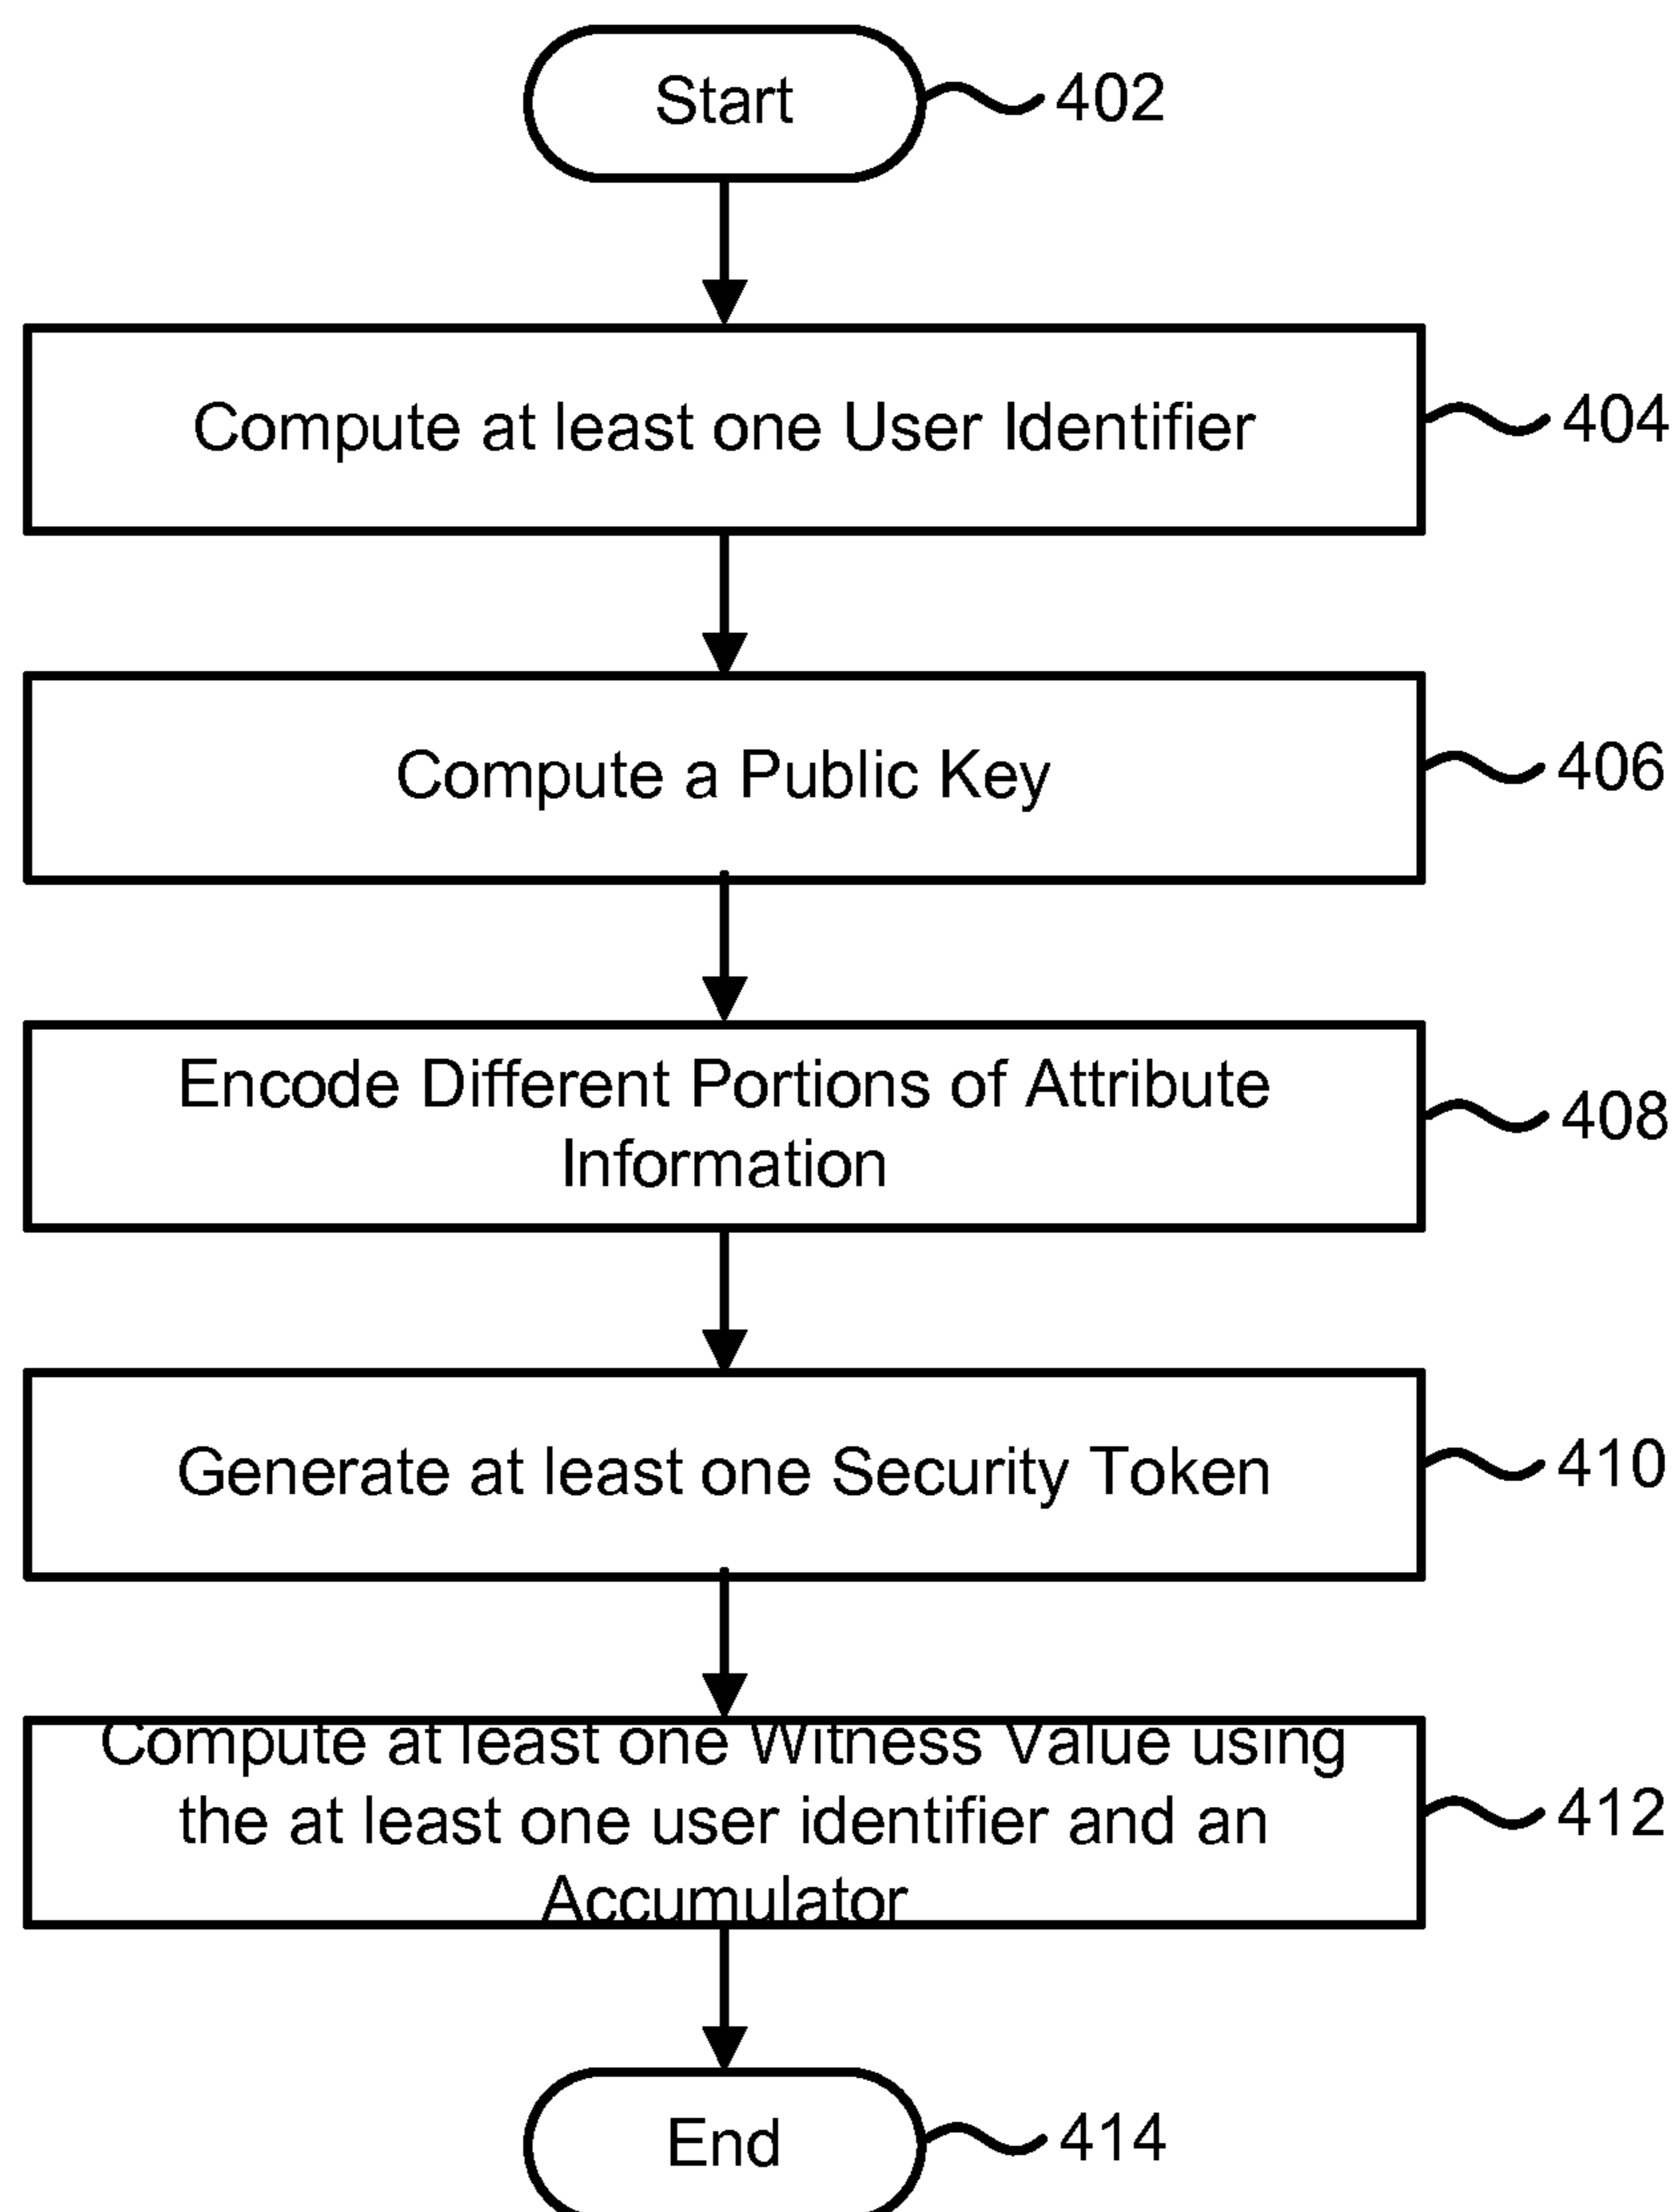 Start
402
Compute at least one User Identifier
404
Compute a Public Key
406
Encode Different Portions of Attribute
Information
408
Generate at least one Security Token
410
Compute at least one Witness Value using
the at least one user identifier and an
Accumulator
412
End
414